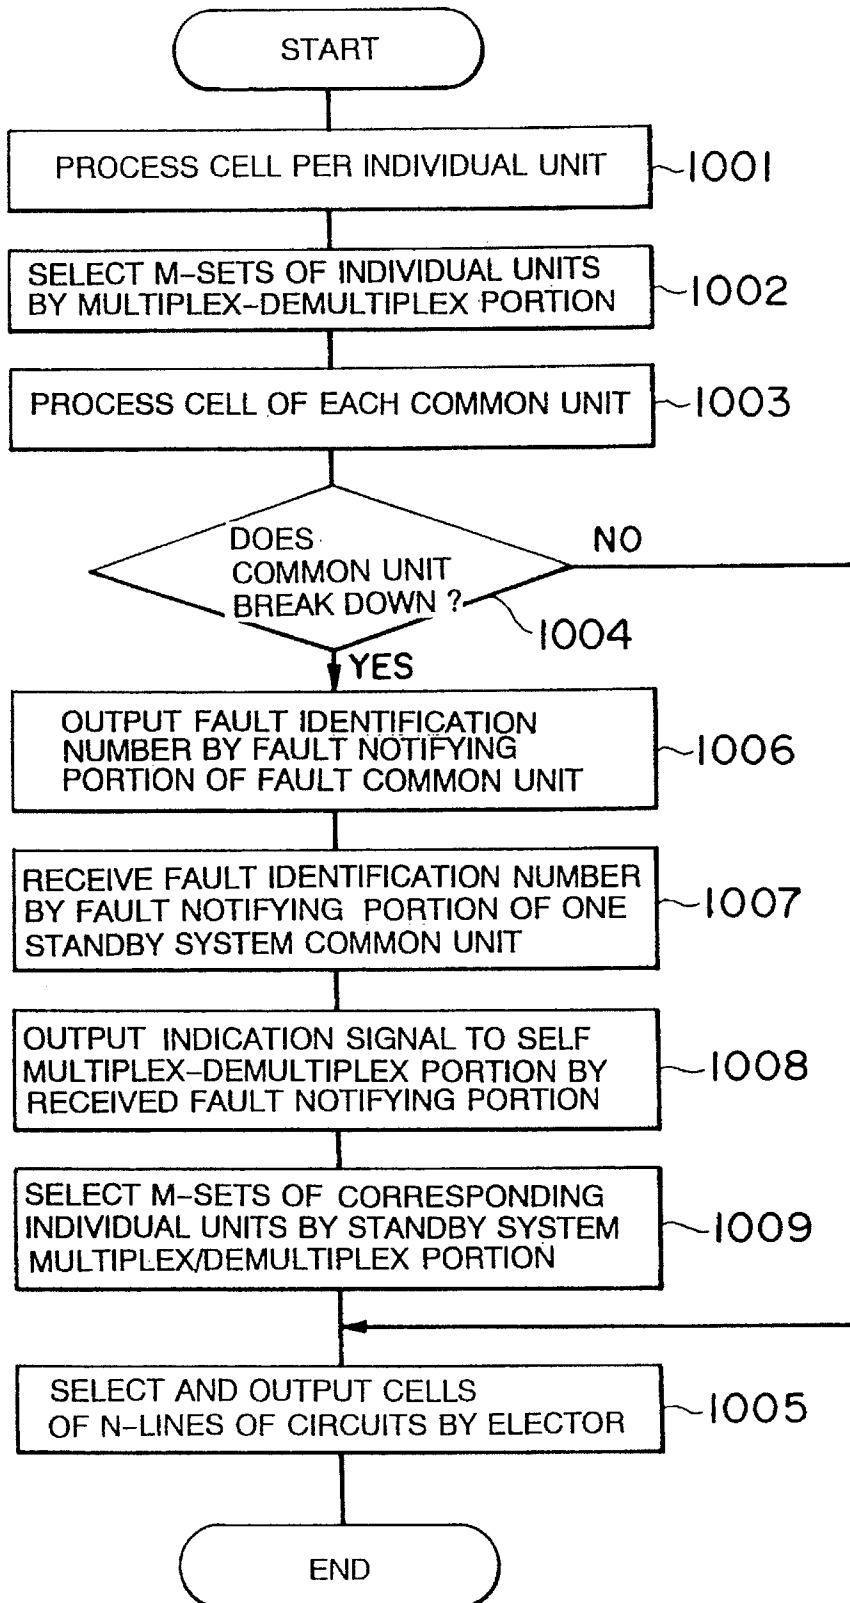 START
PROCESS CELL PER INDIVIDUAL UNIT
1001
SELECT M-SETS OF INDIVIDUAL UNITS
BY MULTIPLEX-DEMULTIPLEX PORTION
1002
PROCESS CELL OF EACH COMMON UNIT
1003
DOES
COMMON UNIT
BREAK DOWN ?
NO
1004
YES
OUTPUT FAULT IDENTIFICATION
NUMBER BY FAULT NOTIFYING
PORTION OF FAULT COMMON UNIT
1006
RECEIVE FAULT IDENTIFICATION NUMBER
BY FAULT NOTIFYING PORTION OF ONE
STANDBY SYSTEM COMMON UNIT
1007
OUTPUT INDICATION SIGNAL TO SELF
MULTIPLEX-DEMULTIPLEX PORTION BY
RECEIVED FAULT NOTIFYING PORTION
1008
SELECT M-SETS OF CORRESPONDING
INDIVIDUAL UNITS BY STANDBY SYSTEM
MULTIPLEX/DEMULTIPLEX PORTION
1009
SELECT AND OUTPUT CELLS
OF N-LINES OF CIRCUITS BY ELECTOR
1005
END